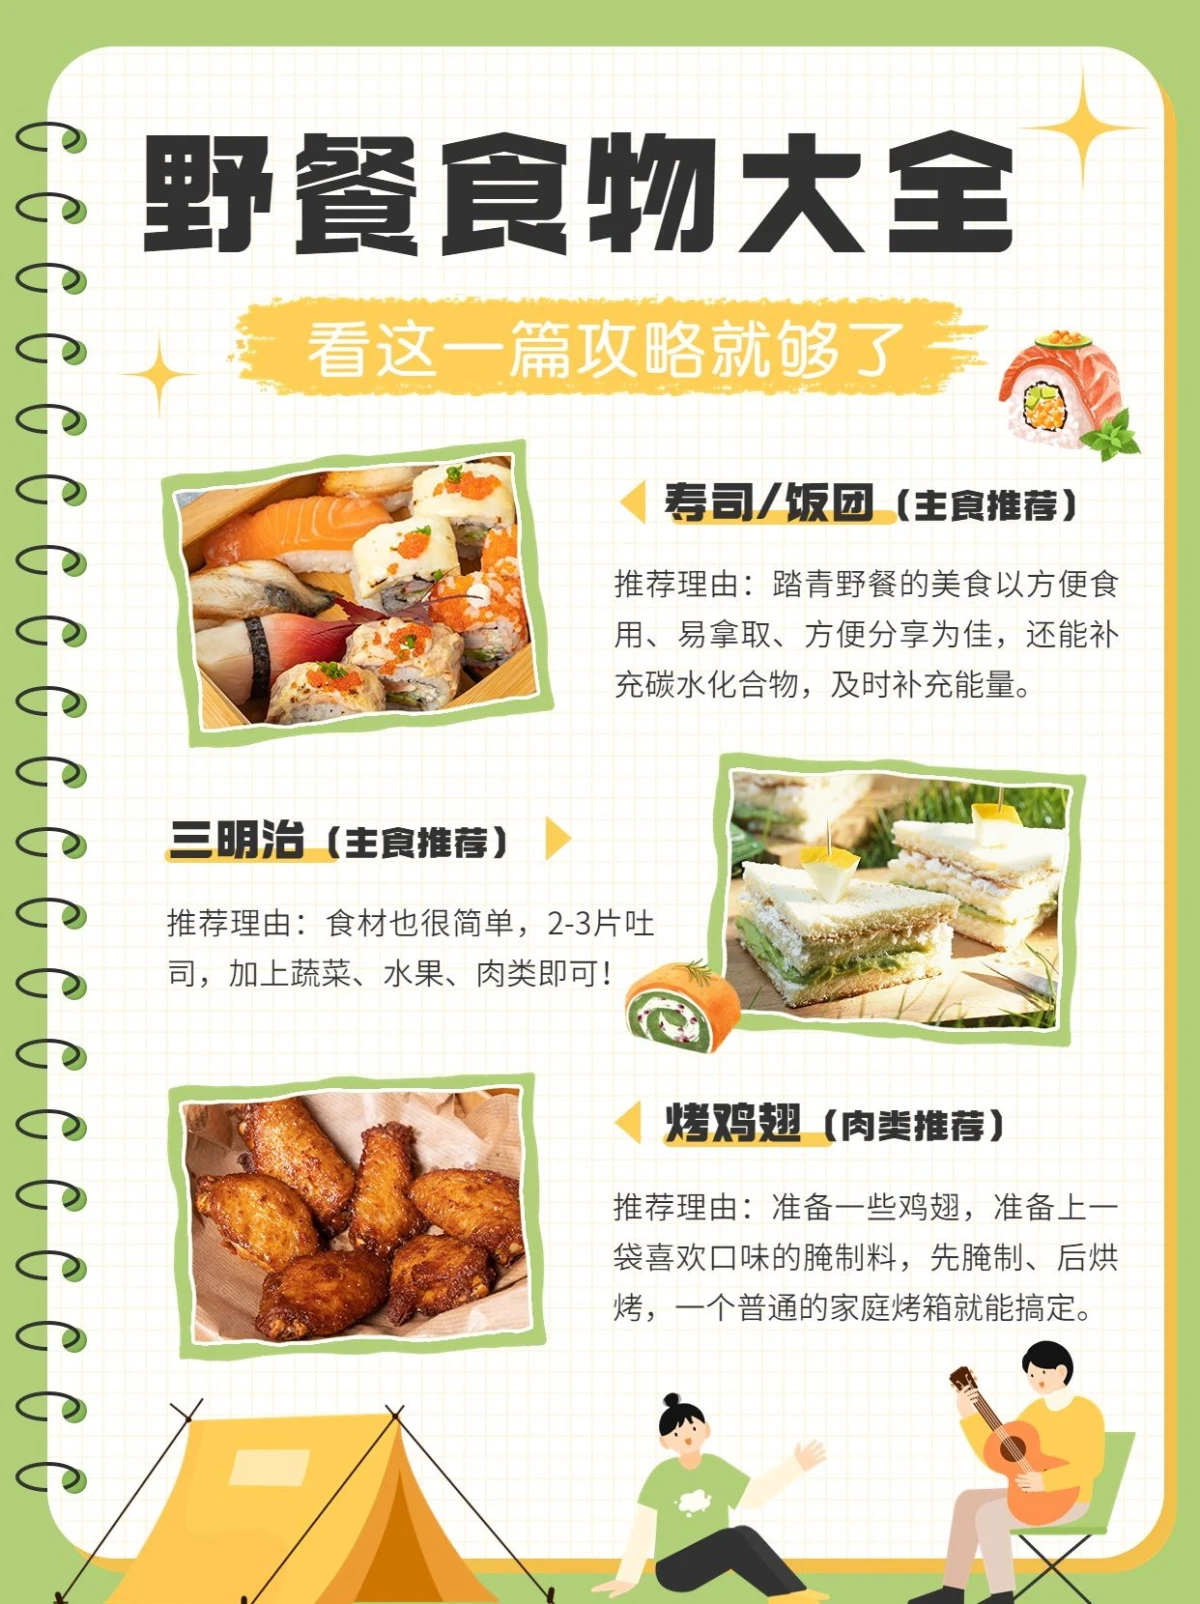 野餐食物大全
看这一篇攻略就够了
寿司/饭团（主食推荐）
推荐理由：踏青野餐的美食以方便食
用、易拿取、方便分享为佳，还能补
充碳水化合物，及时补充能量。
三明治（主食推荐）
推荐理由：食材也很简单，2-3片吐
司，加上蔬菜、水果、肉类即可！
烤鸡翅（肉类推荐）
推荐理由：准备一些鸡翅，准备上一
袋喜欢口味的腌制料，先腌制、后烘
烤，一个普通的家庭烤箱就能搞定。